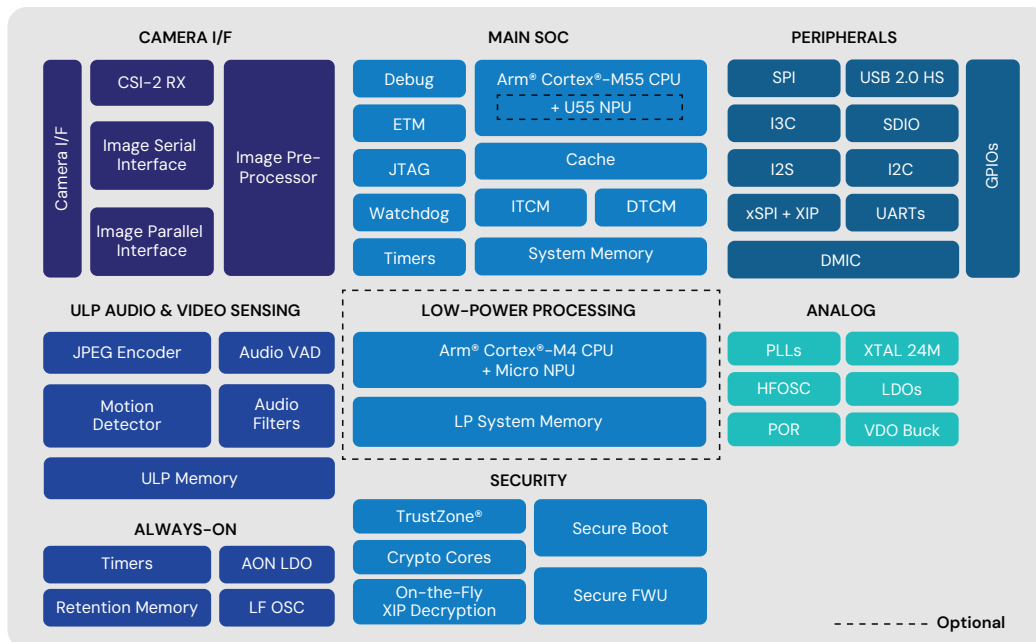 CAMERA I/F
Camera I/F
CSI-2 RX
Image Serial
Interface
Image Parallel
Interface
Image Pre-
Processor
MAIN SOC
Debug
ETM
JTAG
Watchdog
Timers
Arm® Cortex®-M55 CPU
+ U55 NPU
Cache
ITCM
DTCM
System Memory
PERIPHERALS
SPI
USB 2.0 HS
I3C
SDIO
I2S
I2C
xSPI + XIP
UARTs
DMIC
GPIOs
ULP AUDIO & VIDEO SENSING
JPEG Encoder
Audio VAD
Motion
Detector
Audio
Filters
ULP Memory
LOW-POWER PROCESSING
Arm® Cortex®-M4 CPU
+ Micro NPU
LP System Memory
ANALOG
PLLs
XTAL 24M
HFOSC
LDOs
POR
VDO Buck
ALWAYS-ON
Timers
AON LDO
Retention Memory
LF OSC
SECURITY
TrustZone®
Crypto Cores
On-the-Fly
XIP Decryption
Secure Boot
Secure FWU
Optional